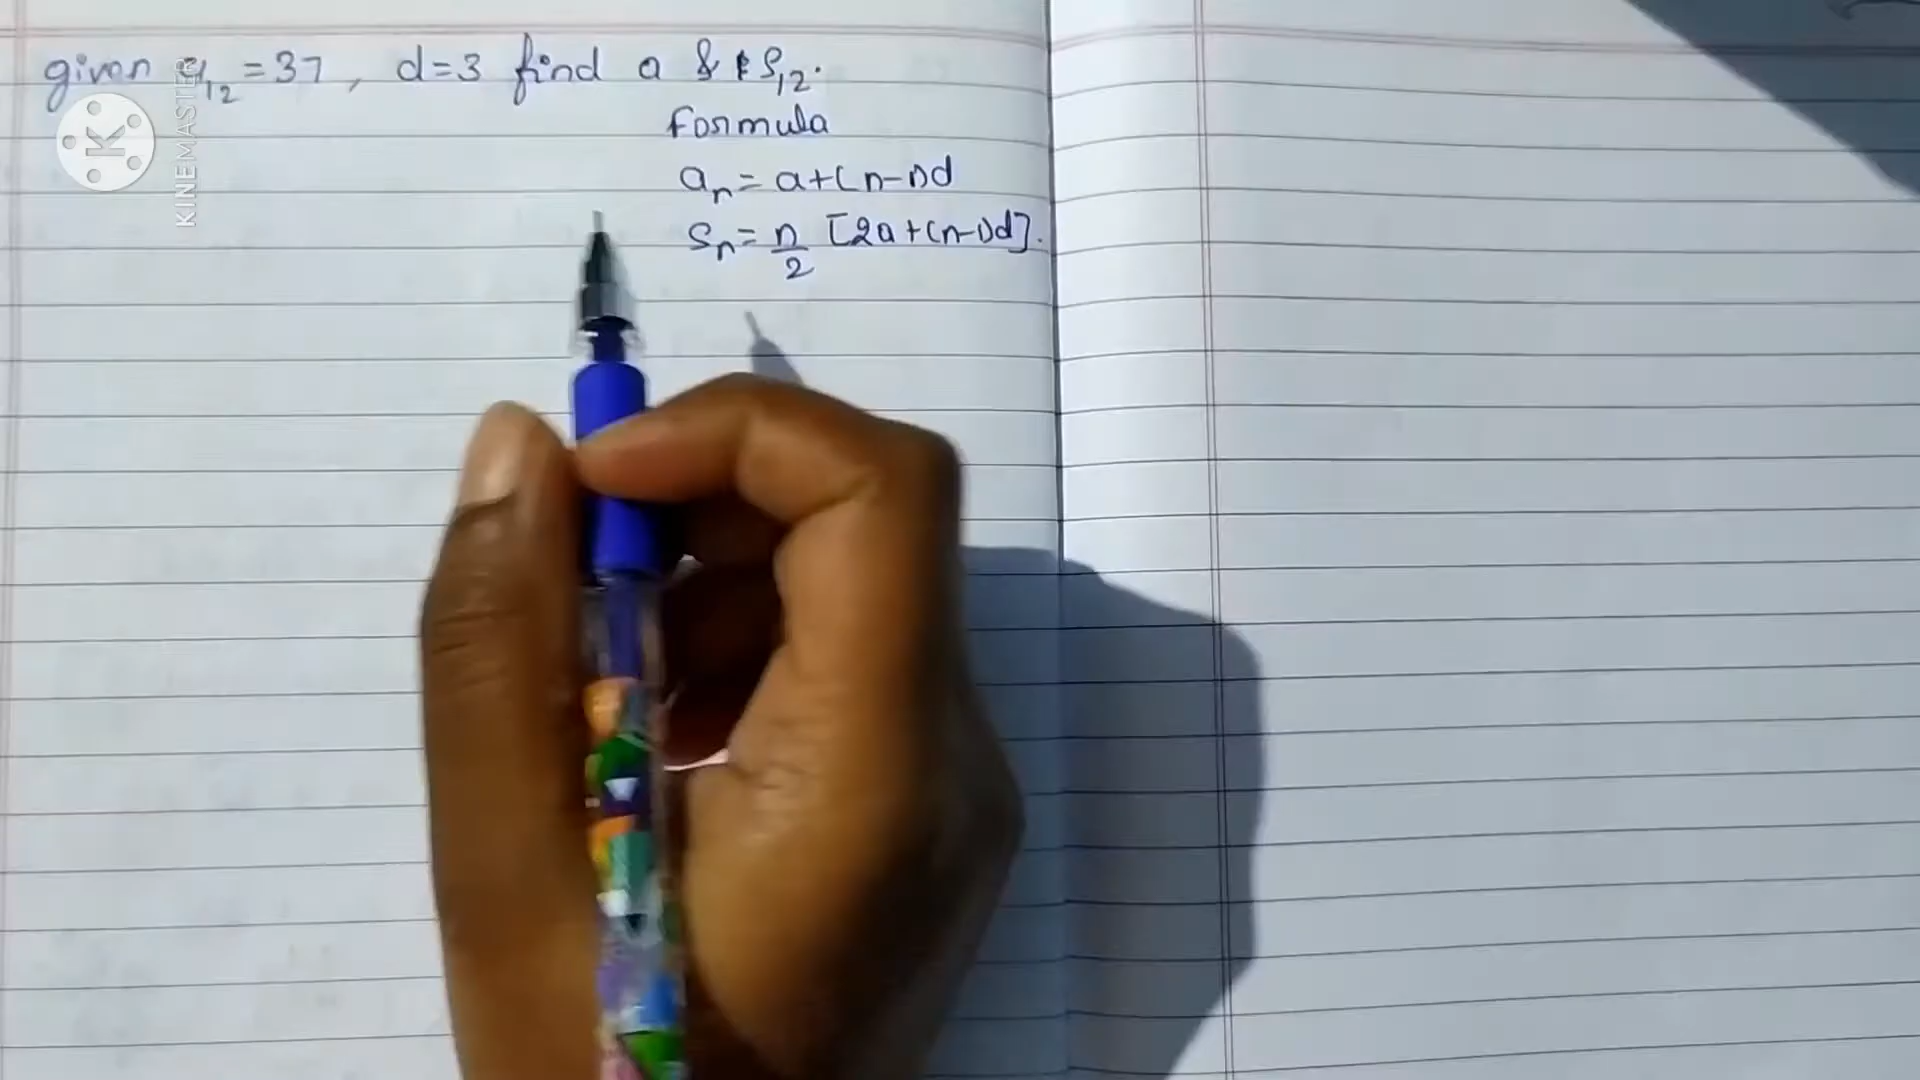 given a₁₂ = 37, d=3 find a & S₁₂.
KINEMASTER
Formula
aₙ = a+(n-1)d
Sₙ = n/2 [2a+(n-1)d].